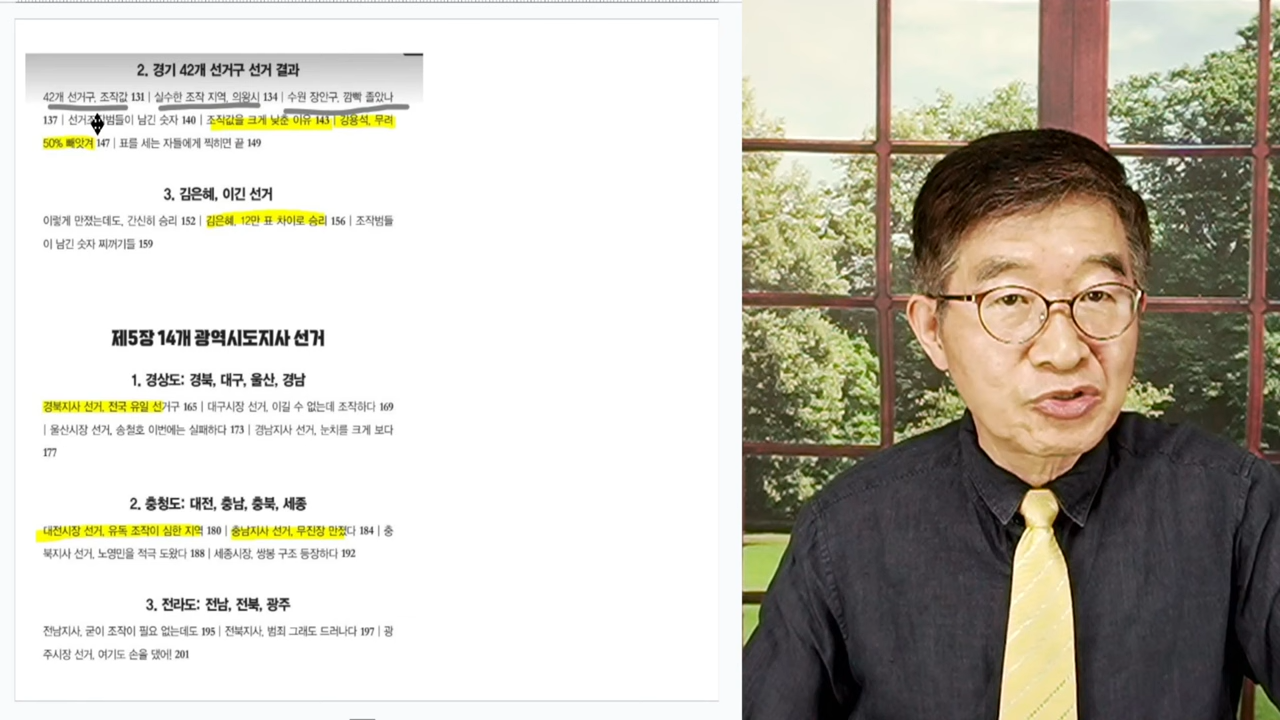 2. 경기 42개 선거구 선거 결과
42개 선거구, 조작값 131 | 실수한 조작 지역, 의왕시 134 | 수원 장안구, 깜빡 졸았나
137 | 선거조작범들이 남긴 숫자 140 | 조작값을 크게 낮춘 이유 143 | 강용석, 무려
50% 빼앗겨 147 | 표를 세는 자들에게 찍히면 끝 149
3. 김은혜, 이긴 선거
이렇게 만졌는데도, 간신히 승리 152 | 김은혜, 12만 표 차이로 승리 156 | 조작범들
이 남긴 숫자 찌꺼기들 159
제5장 14개 광역시도지사 선거
1. 경상도: 경북, 대구, 울산, 경남
경북지사 선거, 전국 유일 선거구 165 | 대구시장 선거, 이길 수 없는데 조작하다 169
| 울산시장 선거, 송철호 이번에는 실패하다 173 | 경남지사 선거, 눈치를 크게 보다
177
2. 충청도: 대전, 충남, 충북, 세종
대전시장 선거, 유독 조작이 심한 지역 180 | 충남지사 선거, 무진장 만졌다 184 | 충
북지사 선거, 노영민을 적극 도왔다 188 | 세종시장, 쌍봉 구조 등장하다 192
3. 전라도: 전남, 전북, 광주
전남지사, 굳이 조작이 필요 없는데도 195 | 전북지사, 범죄 그래도 드러나다 197 | 광
주시장 선거, 여기도 손을 댔어! 201